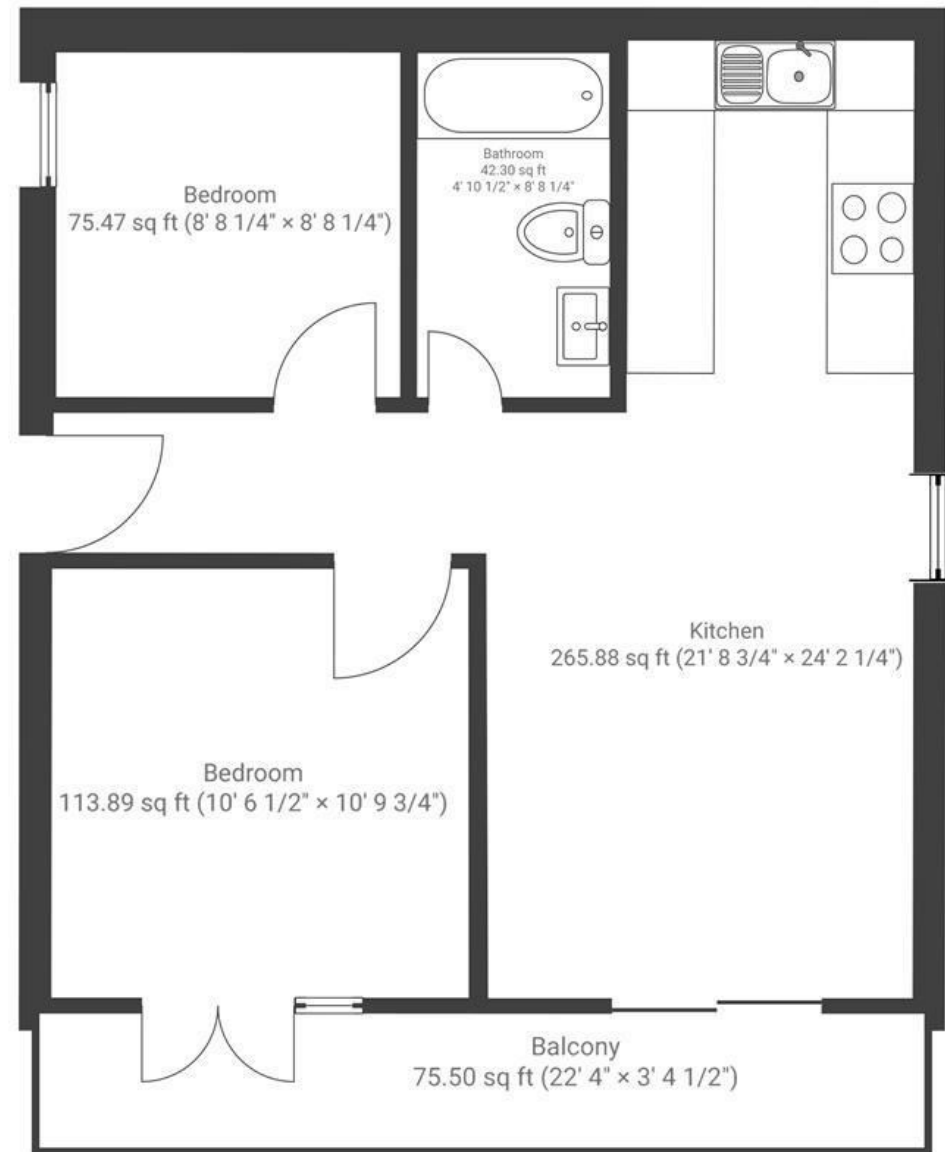 Bedroom
75.47 sq ft (8' 8 1/4" × 8' 8 1/4")
Bathroom
42.30 sq ft
4' 10 1/2" × 8' 8 1/4"
Kitchen
265.88 sq ft (21' 8 3/4" × 24' 2 1/4")
Bedroom
113.89 sq ft (10' 6 1/2" × 10' 9 3/4")
Balcony
75.50 sq ft (22' 4" × 3' 4 1/2")